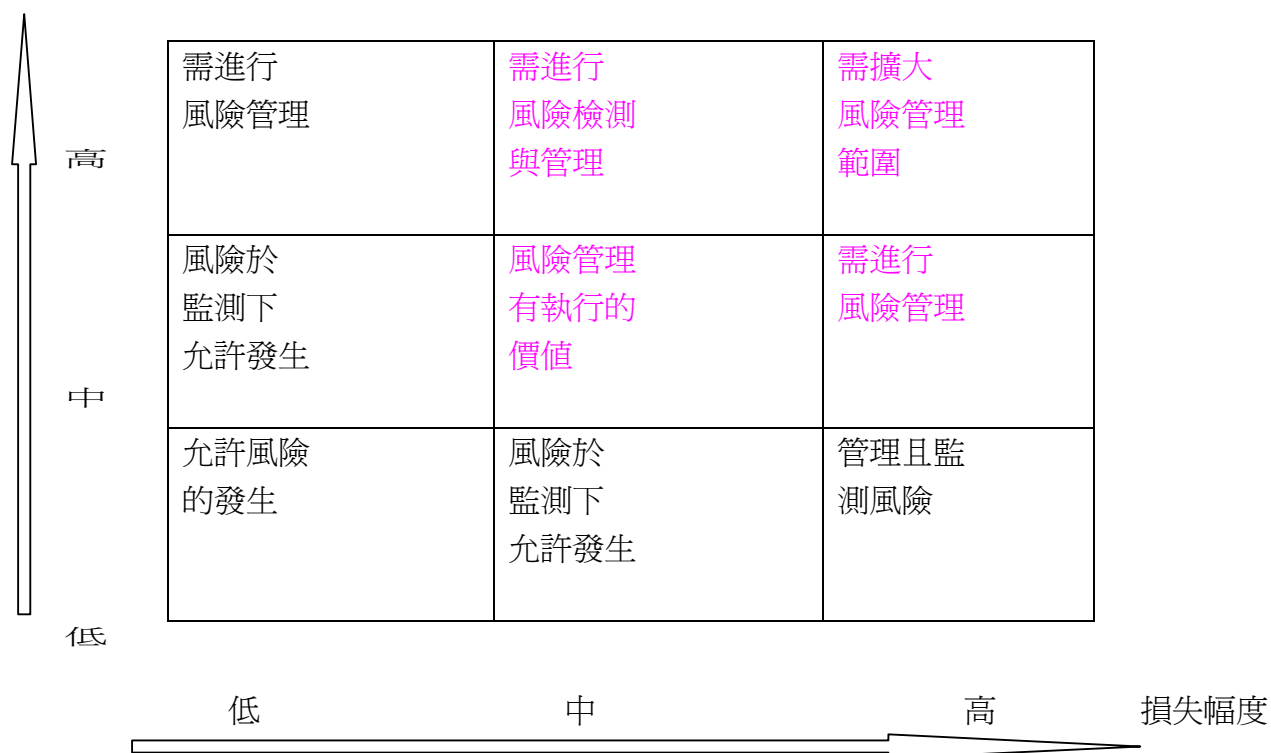 需進行
風險管理
需進行
風險檢測
與管理
需擴大
風險管理
範圍
高
風險於
監測下
允許發生
風險管理
有執行的
價值
需進行
風險管理
中
允許風險
的發生
風險於
監測下
允許發生
管理且監
測風險
低
低 中 高 損失幅度